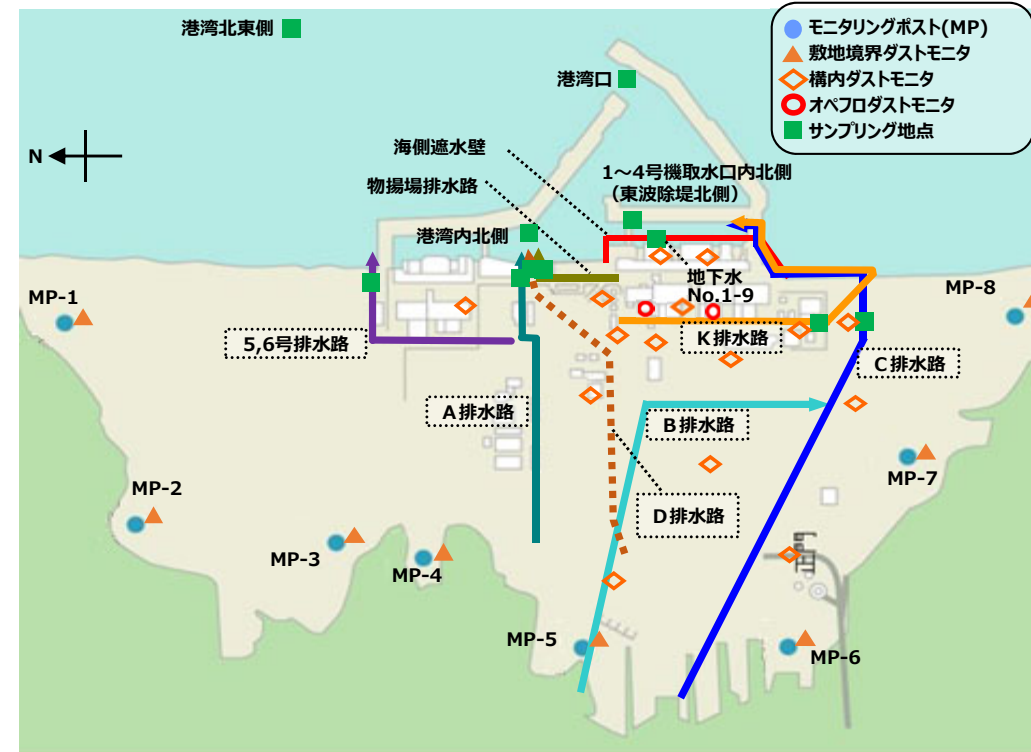 港湾北東側
モニタリングポスト(MP)
敷地境界ダストモニタ
構内ダストモニタ
オペフロダストモニタ
サンプリング地点
港湾口
N
海側遮水壁
1～4号機取水口内北側
（東波除堤北側）
物揚場排水路
港湾内北側
地下水
No.1-9
MP-1
MP-8
5,6号排水路
K排水路
C排水路
A排水路
B排水路
MP-7
MP-2
D排水路
MP-3
MP-4
正門
MP-5
MP-6